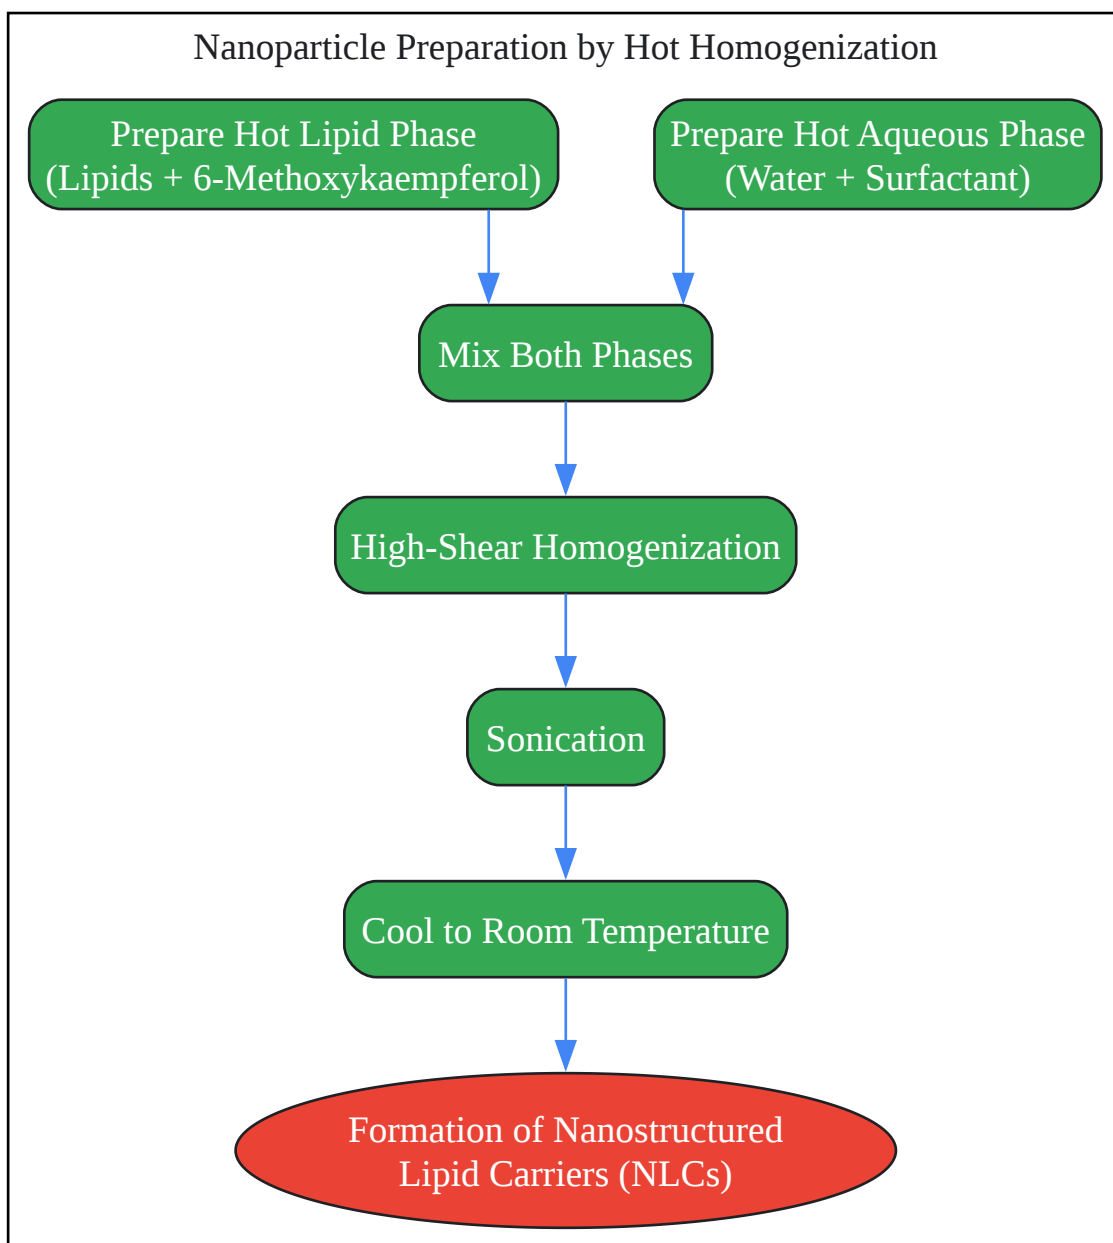 Nanoparticle Preparation by Hot Homogenization
Prepare Hot Lipid Phase
(Lipids + 6-Methoxykaempferol)
Prepare Hot Aqueous Phase
(Water + Surfactant)
Mix Both Phases
High-Shear Homogenization
Sonication
Cool to Room Temperature
Formation of Nanostructured
Lipid Carriers (NLCs)